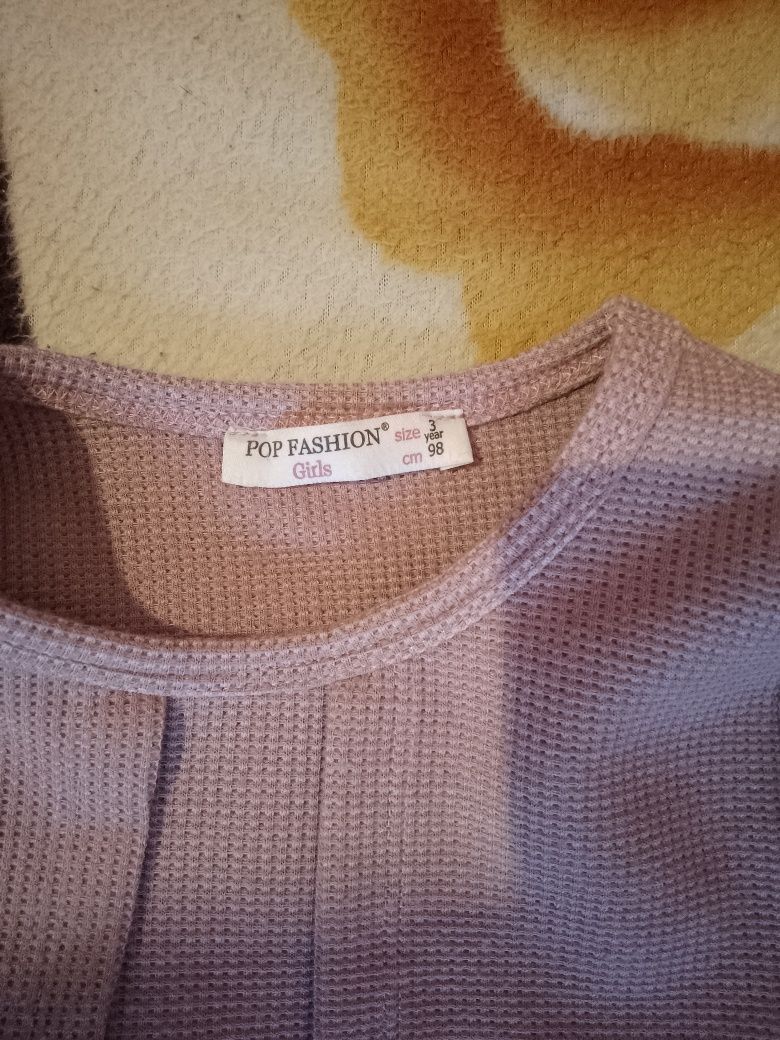 POP FASHION® size 3 year
Girls cm 98